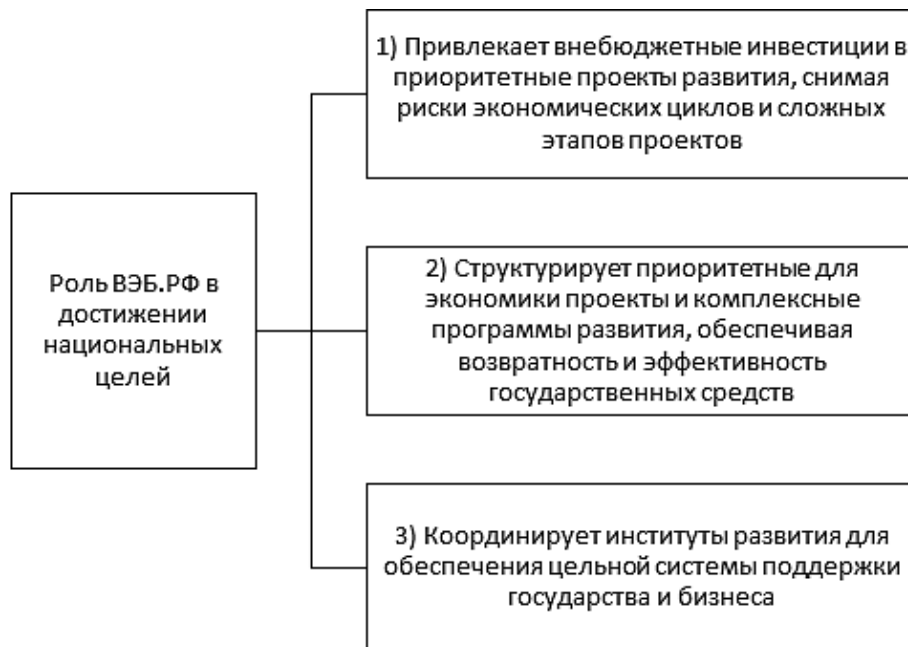 Роль ВЭБ.РФ в
достижении
национальных
целей
1) Привлекает внебюджетные инвестиции в
приоритетные проекты развития, снимая
риски экономических циклов и сложных
этапов проектов
2) Структурирует приоритетные для
экономики проекты и комплексные
программы развития, обеспечивая
возвратность и эффективность
государственных средств
3) Координирует институты развития для
обеспечения цельной системы поддержки
государства и бизнеса